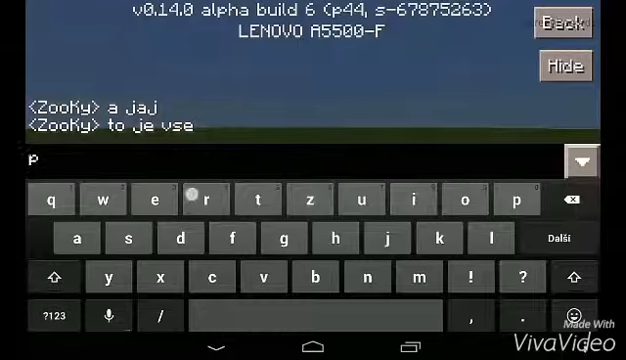 v0.14.0 alpha build 6 (p44, s-67875263)
LENOVO A5500-F
Back
Hide
<ZooKy> a jaj
<ZooKy> to je vse
p
q w e r t z u i o p
a s d f g h j k l Další
y x c v b n m ! ?
?123 / , .
Made With
VivaVideo